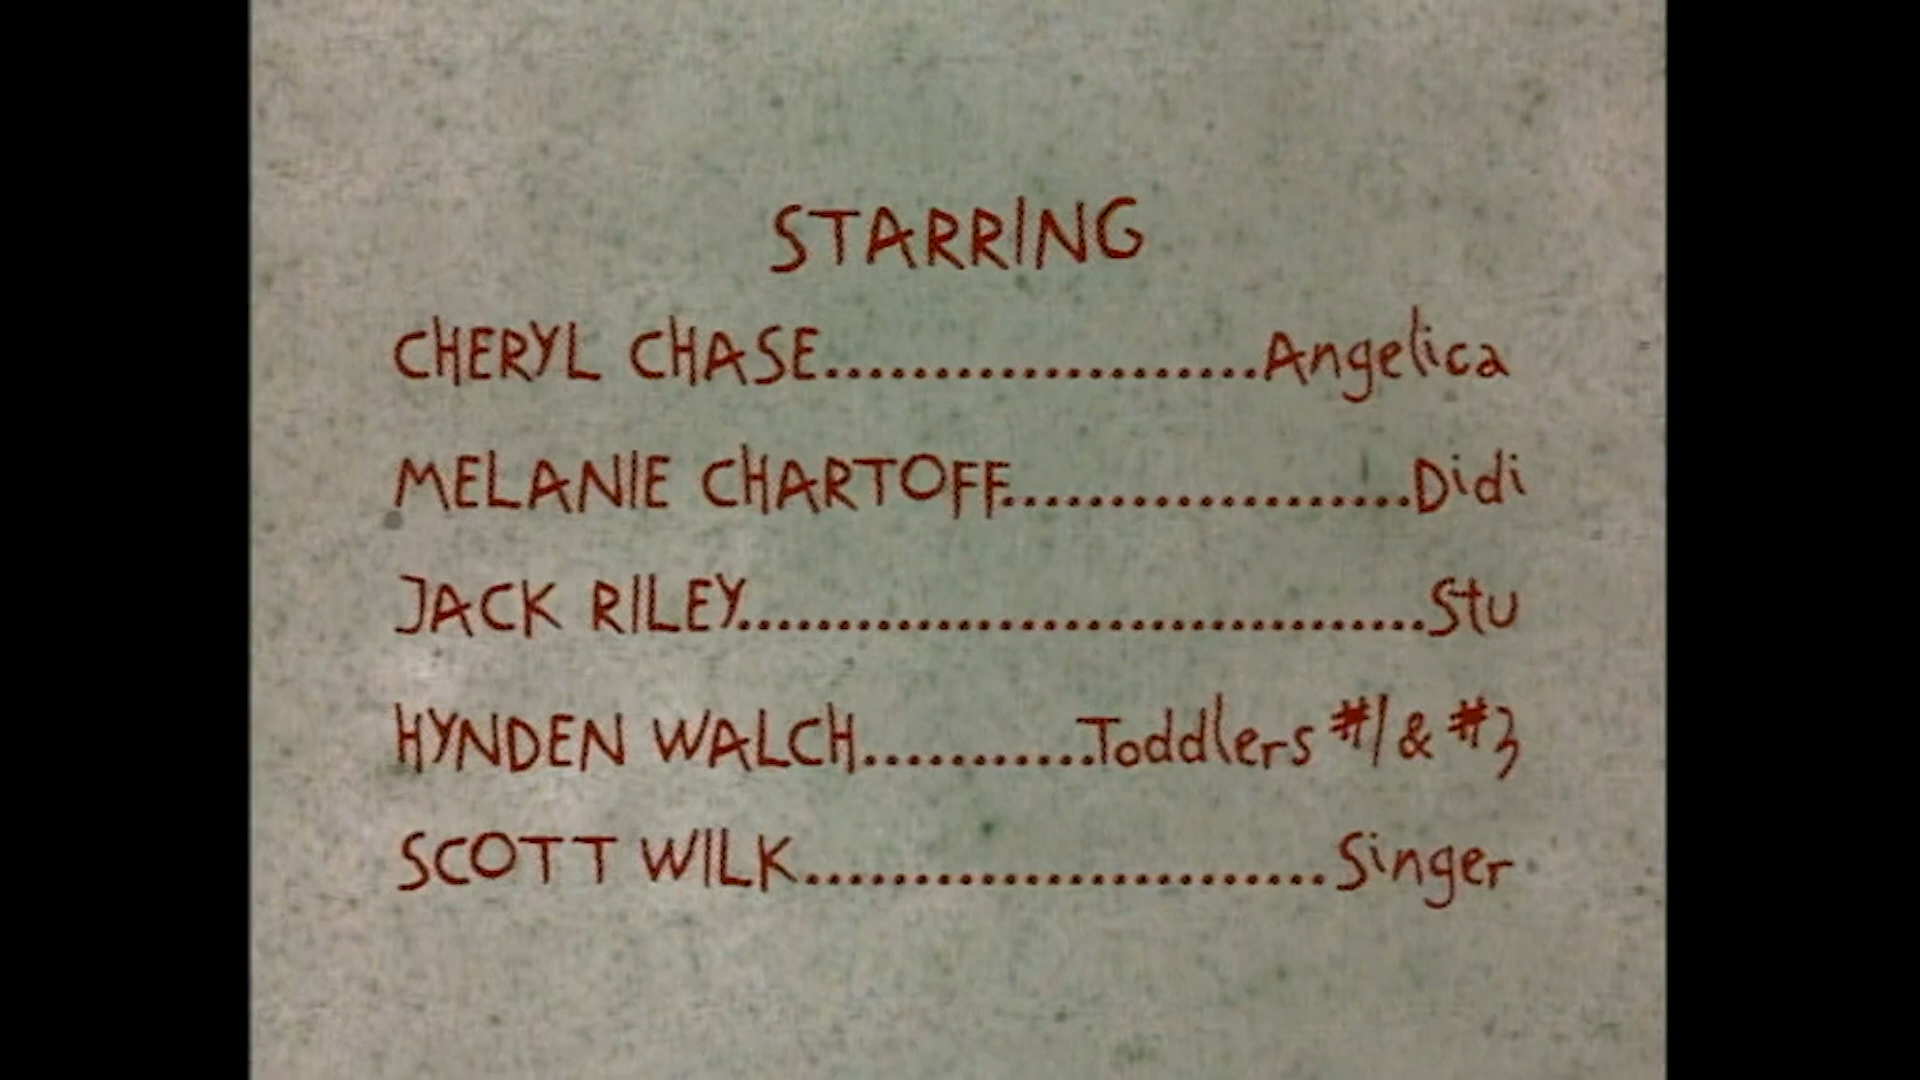 STARRING
CHERYL CHASE....................Angelica
MELANIE CHARTOFF...................Didi
JACK RILEY..................................Stu
HYNDEN WALCH...........Toddlers #1 & #3
SCOTT WILK........................Singer